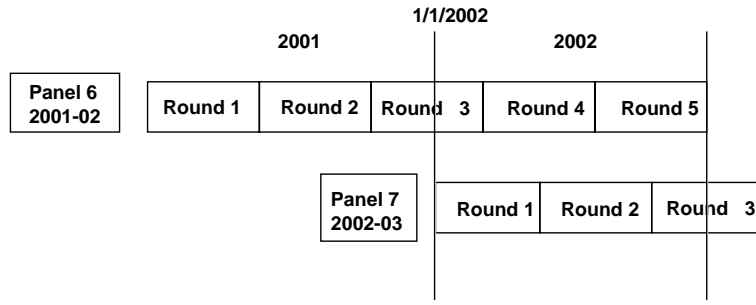 1/1/2002
2001 2002
Panel 6
2001-02
Round 1 Round 2 Round 3 Round 4 Round 5
Panel 7
2002-03
Round 1 Round 2 Round 3